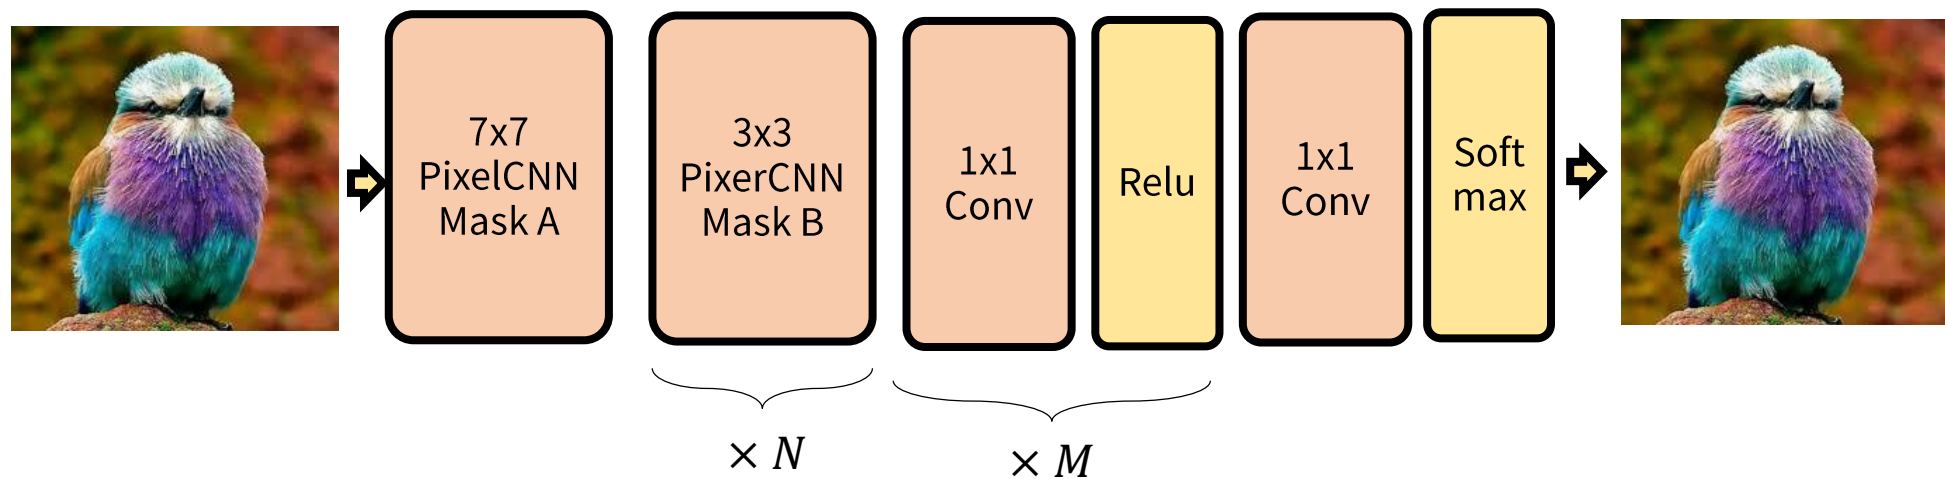 7x7
PixelCNN
Mask A
3x3
PixerCNN
Mask B
1x1
Conv
Relu
1x1
Conv
Soft
max
× N
× M